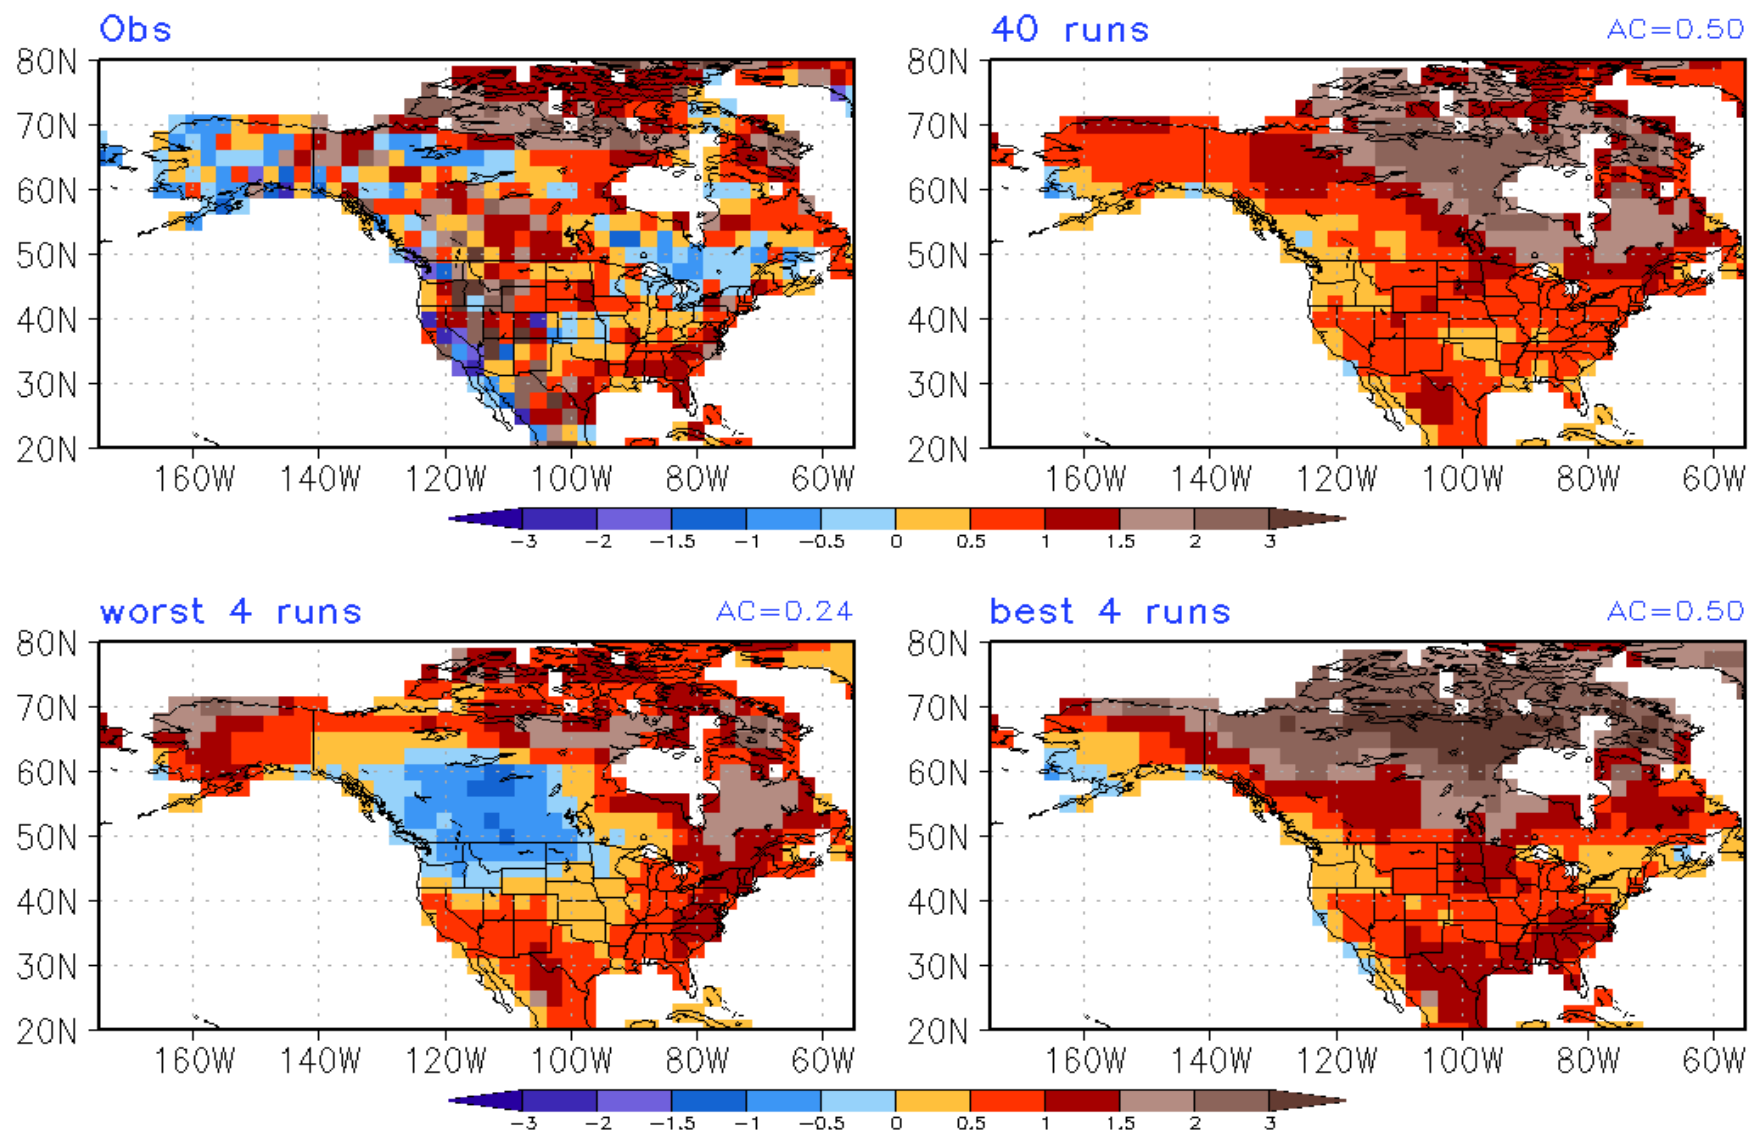 Obs
40 runs AC=0.50
80N 80N
70N 70N
60N 60N
50N 50N
40N 40N
30N 30N
20N 20N
160W 140W 120W 100W 80W 60W 160W 140W 120W 100W 80W 60W
-3 -2 -1.5 -1 -0.5 0 0.5 1 1.5 2 3
worst 4 runs AC=0.24
best 4 runs AC=0.50
80N 80N
70N 70N
60N 60N
50N 50N
40N 40N
30N 30N
20N 20N
160W 140W 120W 100W 80W 60W 160W 140W 120W 100W 80W 60W
-3 -2 -1.5 -1 -0.5 0 0.5 1 1.5 2 3